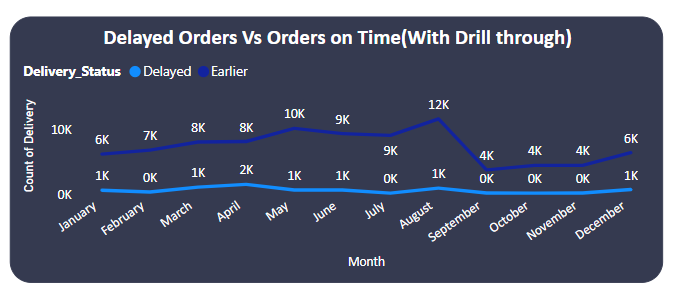 Delayed Orders Vs Orders on Time(With Drill through)
Delivery_Status Delayed Earlier
Count of Delivery
10K
0K
6K 7K 8K 8K 10K 9K 9K 12K 4K 4K 4K 6K
1K 0K 1K 2K 1K 1K 0K 1K 0K 0K 0K 1K
January February March April May June July August September October November December
Month